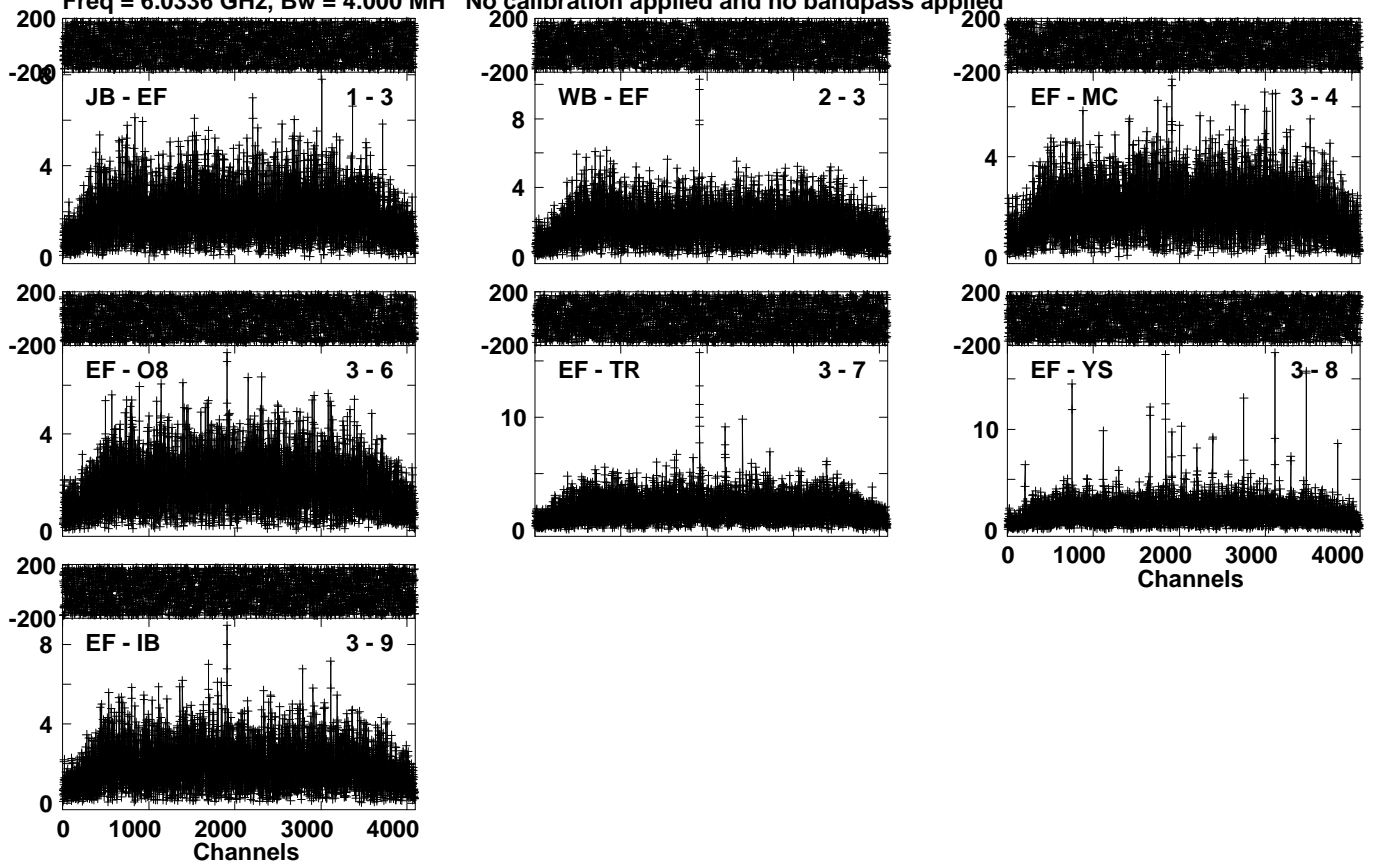 Freq = 6.0336 GHz, Bw = 4.000 MH No calibration applied and no bandpass applied
200 200 200
-200 -200 -200
8
JB - EF 1 - 3 WB - EF 2 - 3 EF - MC 3 - 4
8
4 4 4
0 0 0
200 200 200
-200 -200 -200
EF - O8 3 - 6 EF - TR 3 - 7 EF - YS 3 - 8
4 10 10
0 0 0
0 1000 2000 3000 4000
Channels
200
-200
EF - IB 3 - 9
8
4
0
0 1000 2000 3000 4000
Channels